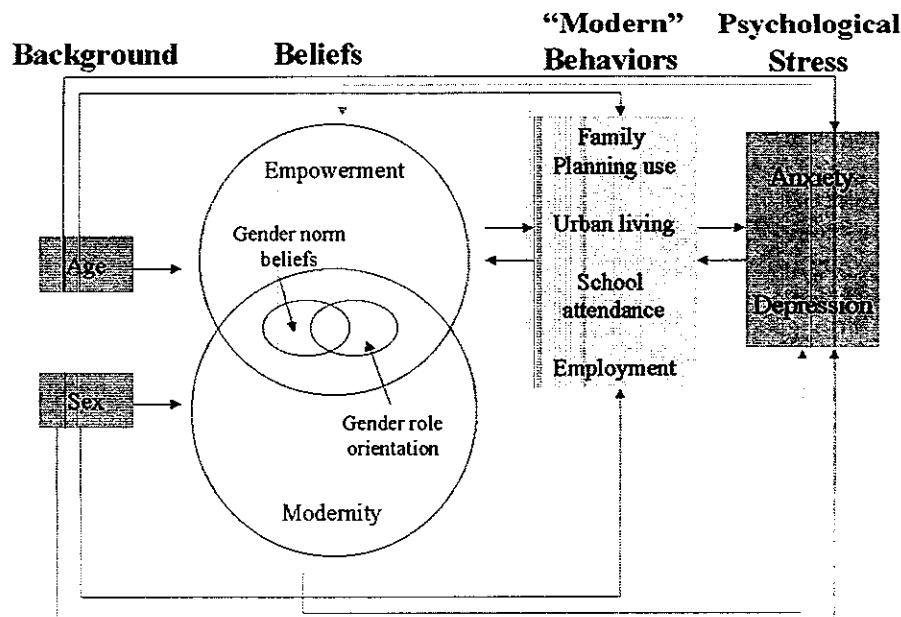 Background
Beliefs
“Modern”
Behaviors
Psychological
Stress
Age
Sex
Empowerment
Gender norm
beliefs
Gender role
orientation
Modernity
Family
Planning use
Urban living
School
attendance
Employment
Anxiety
Depression